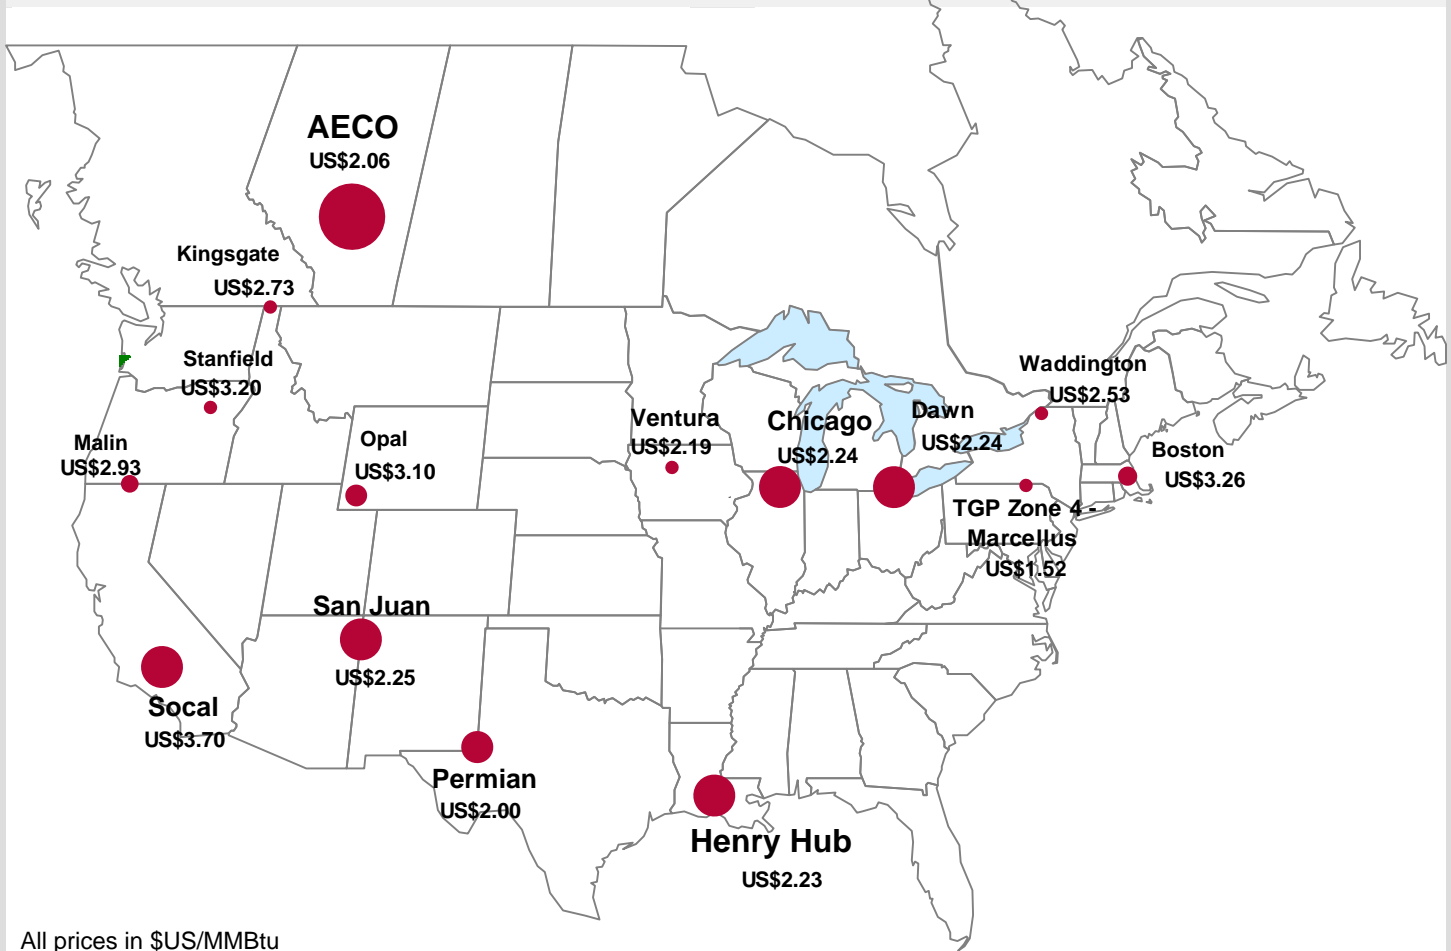 AECO
US$2.06
Kingsgate
US$2.73
Stanfield
US$3.20
Waddington
US$2.53
Malin
US$2.93
Opal
US$3.10
Ventura
US$2.19
Chicago
US$2.24
Dawn
US$2.24
Boston
US$3.26
TGP Zone 4 -
Marcellus
US$1.52
San Juan
US$2.25
Socal
US$3.70
Permian
US$2.00
Henry Hub
US$2.23
All prices in $US/MMBtu